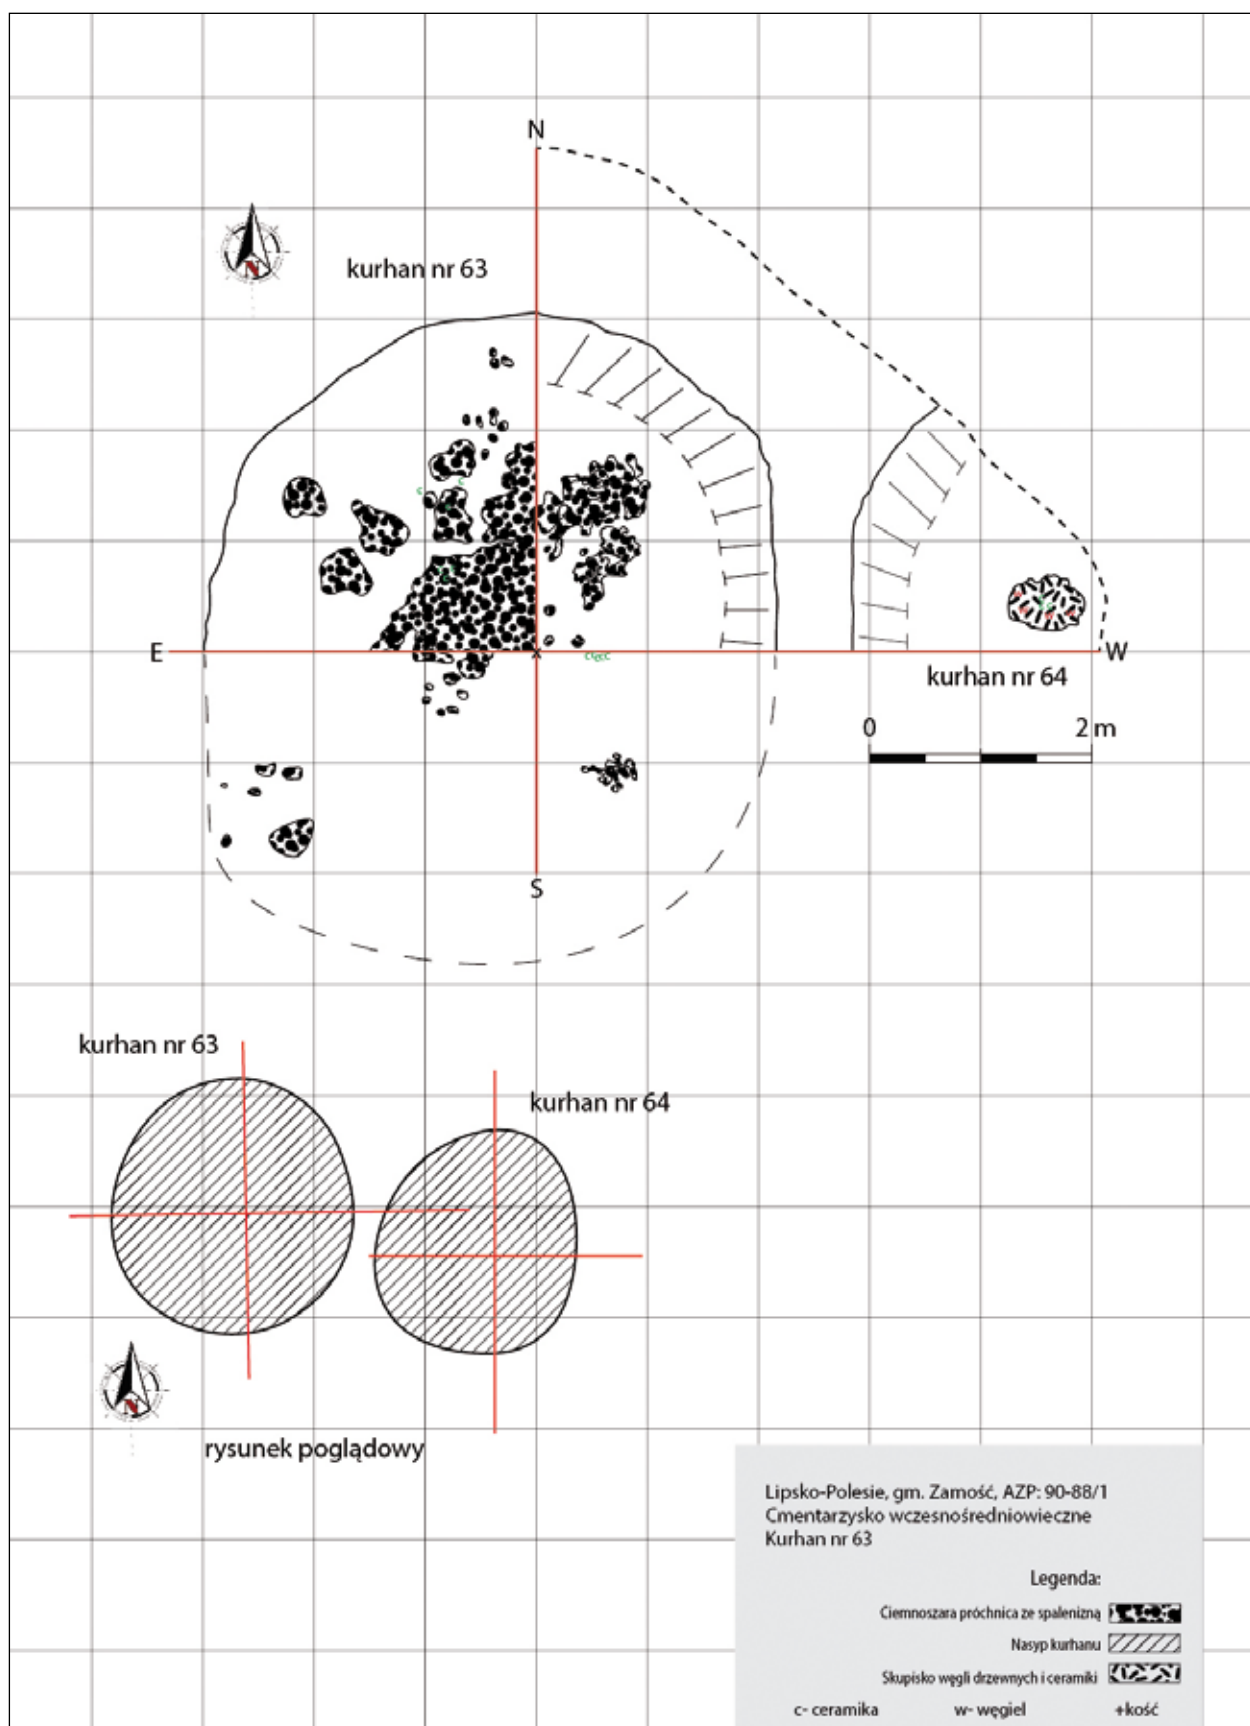 N
N
kurhan nr 63
E
x
W
kurhan nr 64
0 2 m
S
kurhan nr 63
kurhan nr 64
N
rysunek poglądowy
Lipsko-Polesie, gm. Zamość, AZP: 90-88/1
Cmentarzysko wczesnośredniowieczne
Kurhan nr 63
Legenda:
Ciemnoszara próchnica ze spalenizną
Nasyp kurhanu
Skupisko węgli drzewnych i ceramiki
c- ceramika w- węgiel +kość